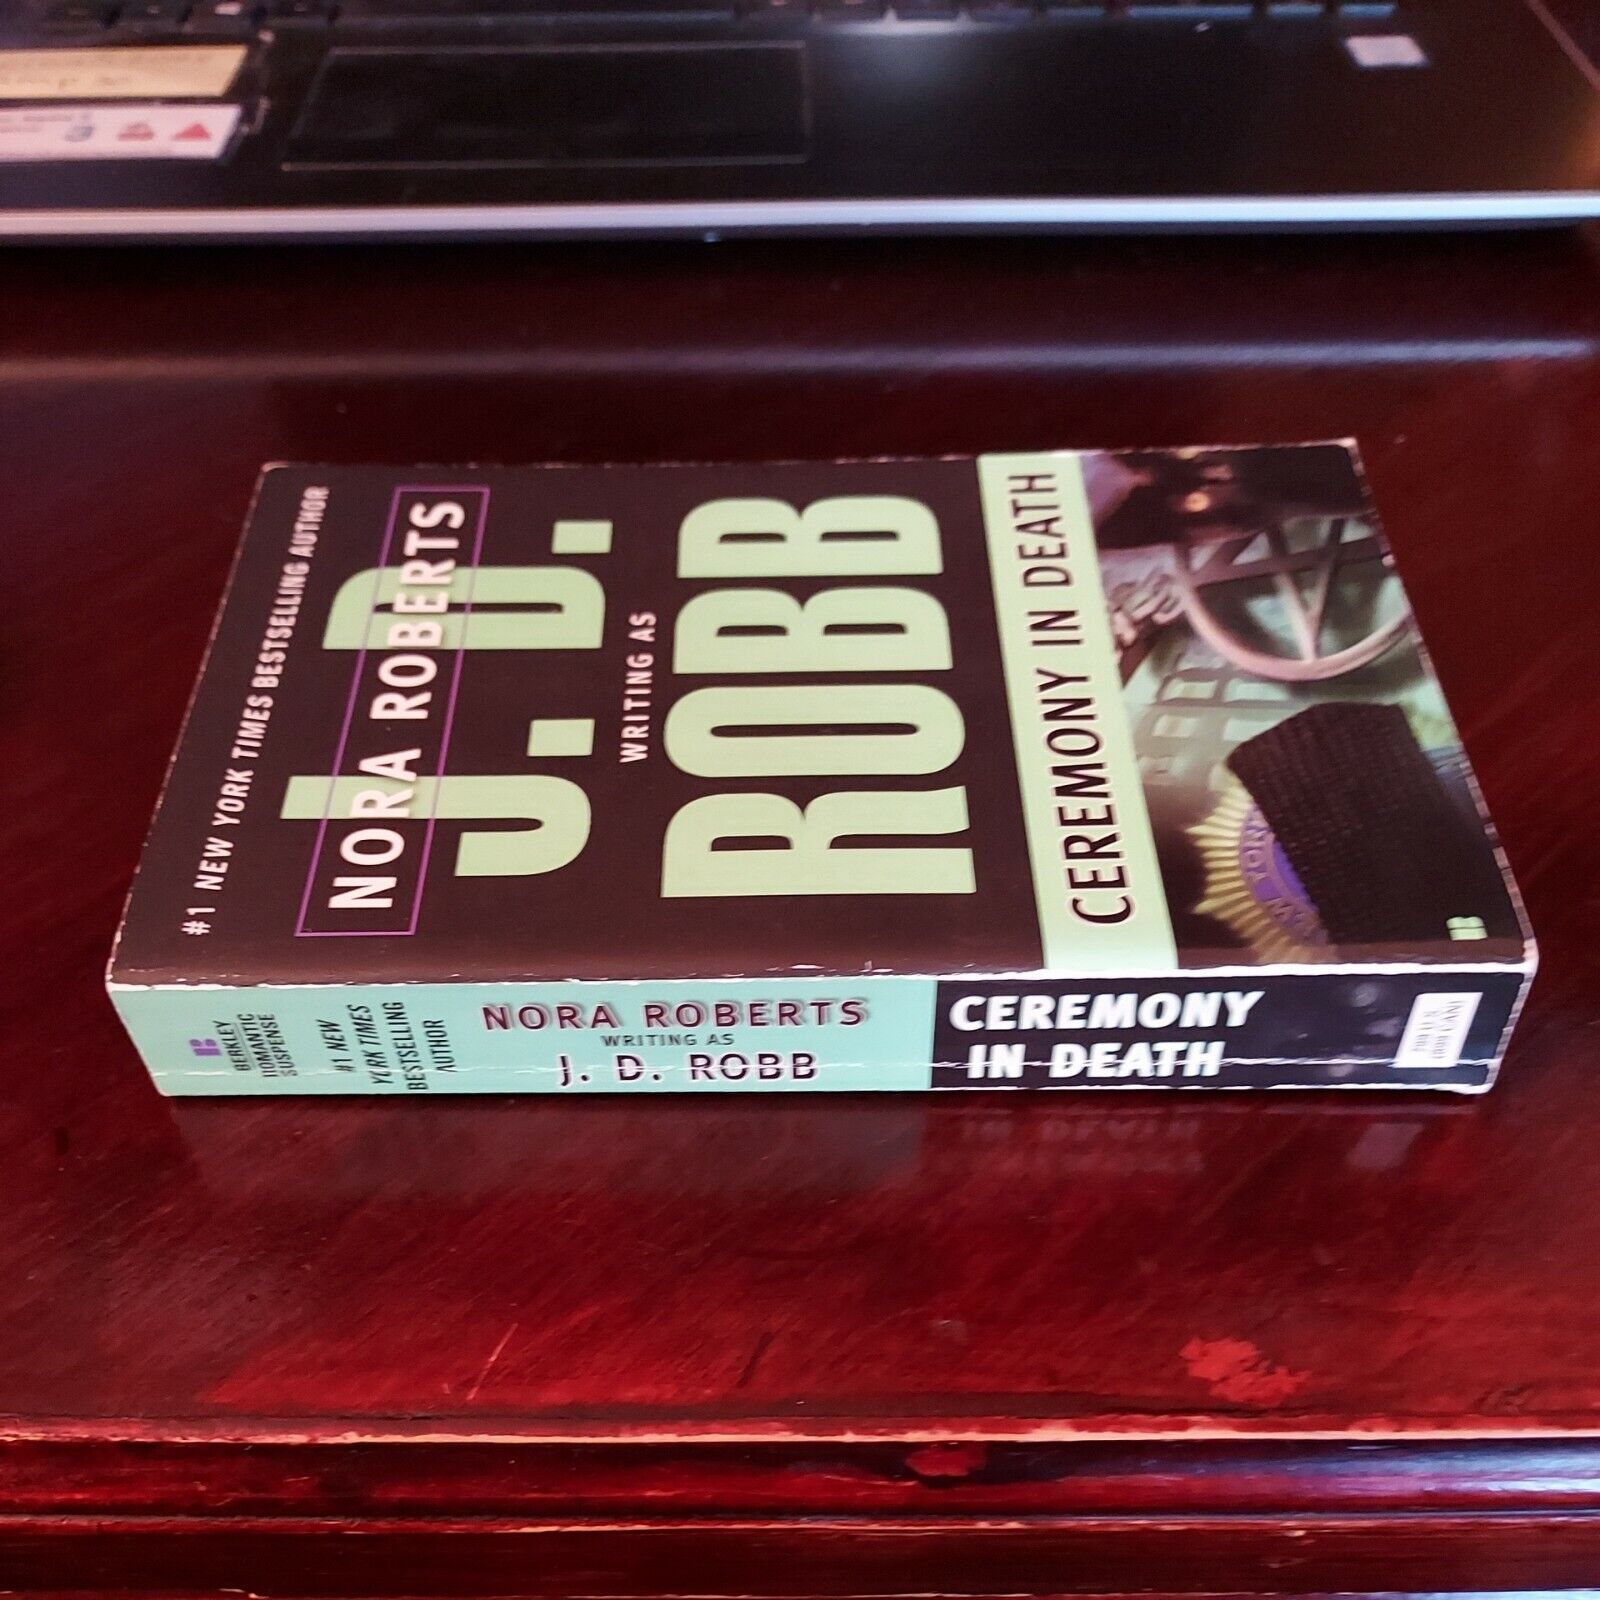 #1 NEW YORK TIMES BESTSELLING AUTHOR
NORA ROBERTS
J. D.
WRITING AS
ROBB
CEREMONY IN DEATH
BERKLEY
ROMANTIC
SUSPENSE
#1 NEW
YORK TIMES
BESTSELLING
AUTHOR
NORA ROBERTS
WRITING AS
J. D. ROBB
CEREMONY
IN DEATH